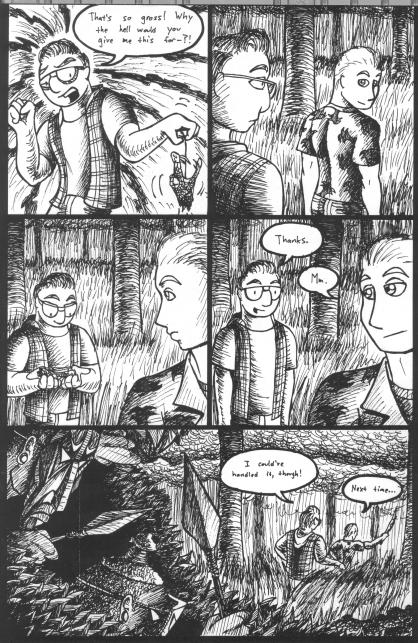 That's so gross! Why
the hell would you
give me this for-?!
Thanks.
Mm.
I could've
handled it, though!
Next time...